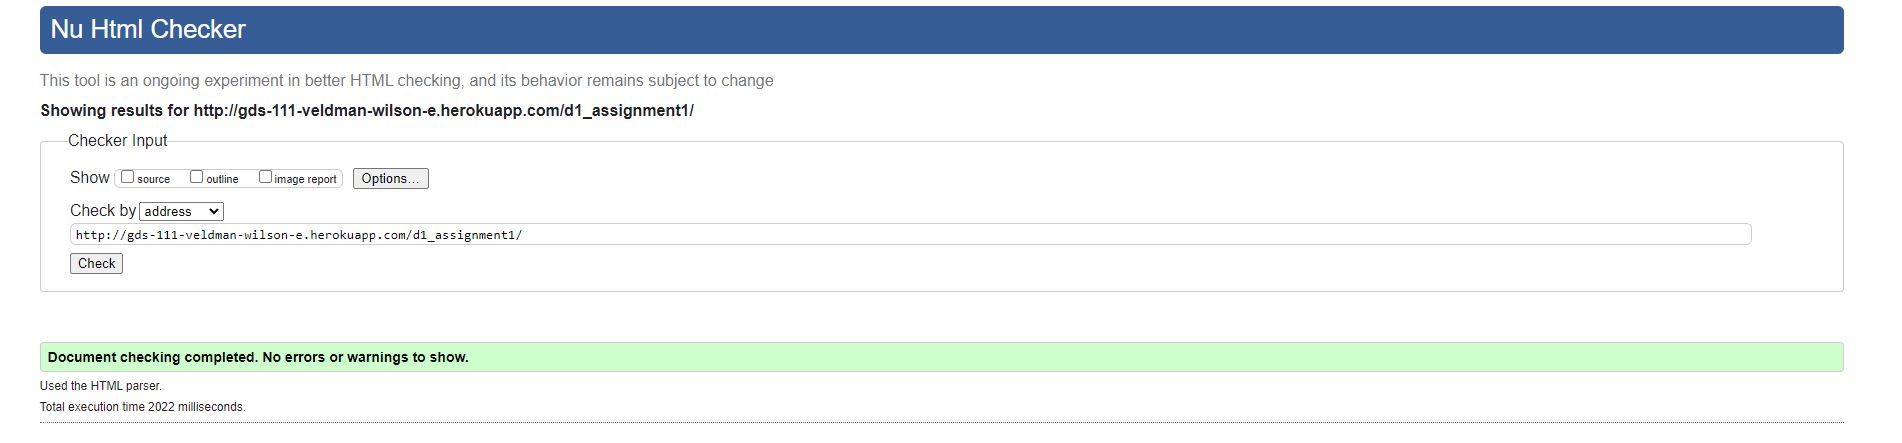 Nu Html Checker
This tool is an ongoing experiment in better HTML checking, and its behavior remains subject to change
Showing results for http://gds-111-veldman-wilson-e.herokuapp.com/d1_assignment1/
Checker Input
Show source outline image report Options...
Check by address
http://gds-111-veldman-wilson-e.herokuapp.com/d1_assignment1/
Check
Document checking completed. No errors or warnings to show.
Used the HTML parser.
Total execution time 2022 milliseconds.